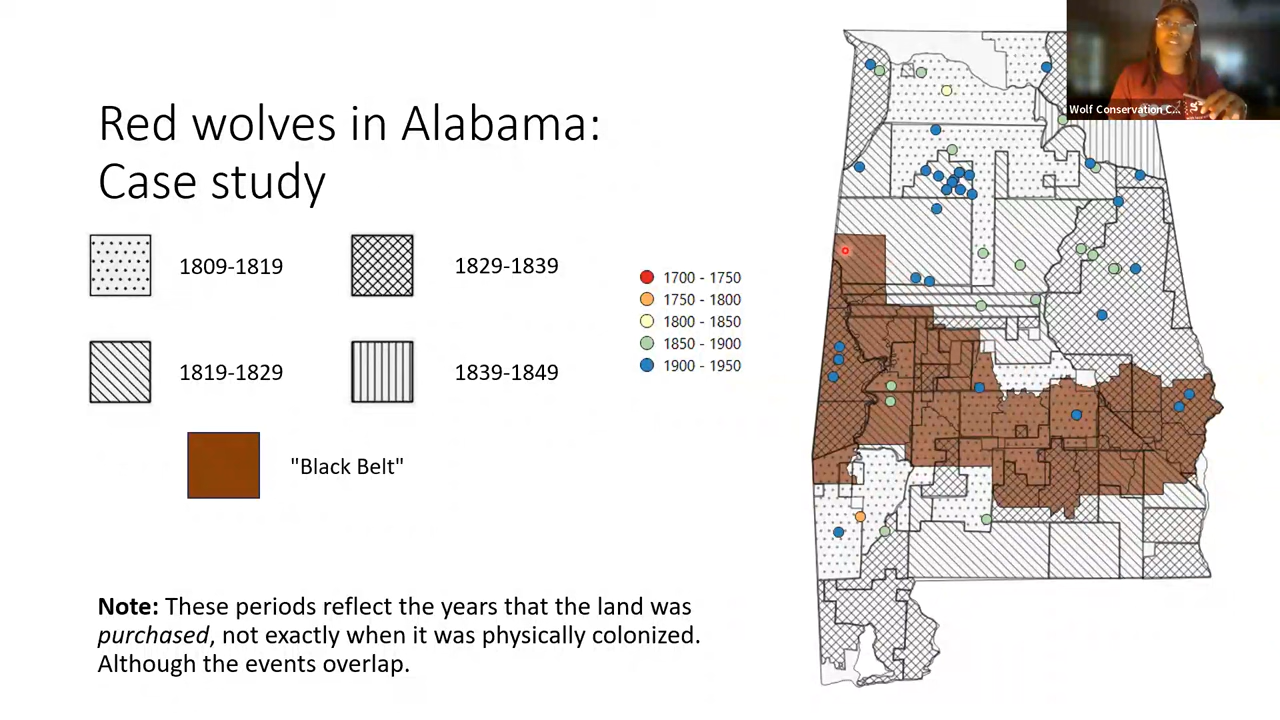 Red wolves in Alabama:
Case study
1809-1819
1829-1839
1819-1829
1839-1849
"Black Belt"
1700 - 1750
1750 - 1800
1800 - 1850
1850 - 1900
1900 - 1950
Note: These periods reflect the years that the land was
purchased, not exactly when it was physically colonized.
Although the events overlap.
Wolf Conservation C...